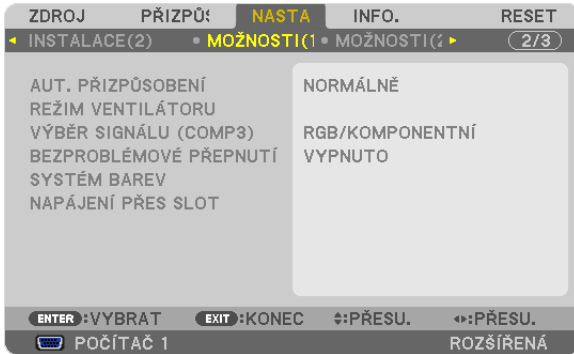 ZDROJ PŘIZPŮS NASTA INFO. RESET
INSTALACE(2) MOŽNOSTI(1 MOŽNOSTI(2 2/3
AUT. PŘIZPŮSOBENÍ NORMÁLNĚ
REŽIM VENTILÁTORU
VÝBĚR SIGNÁLU (COMP3) RGB/KOMPONENTNÍ
BEZPROBLÉMOVÉ PŘEPNUTÍ VYPNUTO
SYSTÉM BAREV
NAPÁJENÍ PŘES SLOT
ENTER :VYBRAT EXIT :KONEC :PŘESU. :PŘESU.
POČÍTAČ 1 ROZŠÍŘENÁ